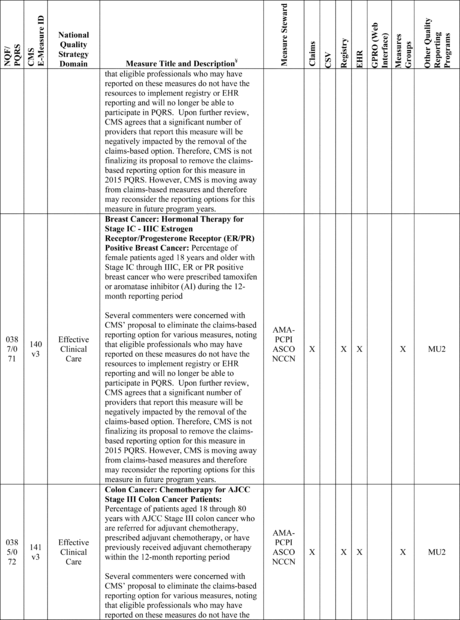 NQF/
PQRS
CMS
E-Measure ID
National
Quality
Strategy
Domain
Measure Title and Description¥
Measure Steward
Claims
CSV
Registry
EHR
GPRO (Web
Interface)
Measures
Groups
Other Quality
Reporting
Programs
that eligible professionals who may have
reported on these measures do not have the
resources to implement registry or EHR
reporting and will no longer be able to
participate in PQRS.  Upon further review,
CMS agrees that a significant number of
providers that report this measure will be
negatively impacted by the removal of the
claims-based option. Therefore, CMS is not
finalizing its proposal to remove the claims-
based reporting option for this measure in
2015 PQRS. However, CMS is moving away
from claims-based measures and therefore
may reconsider the reporting options for this
measure in future program years.
038
7/0
71
140
v3
Effective
Clinical
Care
Breast Cancer: Hormonal Therapy for
Stage IC - IIIC Estrogen
Receptor/Progesterone Receptor (ER/PR)
Positive Breast Cancer: Percentage of
female patients aged 18 years and older with
Stage IC through IIIC, ER or PR positive
breast cancer who were prescribed tamoxifen
or aromatase inhibitor (AI) during the 12-
month reporting period
Several commenters were concerned with
CMS' proposal to eliminate the claims-based
reporting option for various measures, noting
that eligible professionals who may have
reported on these measures do not have the
resources to implement registry or EHR
reporting and will no longer be able to
participate in PQRS.  Upon further review,
CMS agrees that a significant number of
providers that report this measure will be
negatively impacted by the removal of the
claims-based option. Therefore, CMS is not
finalizing its proposal to remove the claims-
based reporting option for this measure in
2015 PQRS. However, CMS is moving away
from claims-based measures and therefore
may reconsider the reporting options for this
measure in future program years.
AMA-
PCPI
ASCO
NCCN
X
X
X
X
MU2
038
5/0
72
141
v3
Effective
Clinical
Care
Colon Cancer: Chemotherapy for AJCC
Stage III Colon Cancer Patients:
Percentage of patients aged 18 through 80
years with AJCC Stage III colon cancer who
are referred for adjuvant chemotherapy,
prescribed adjuvant chemotherapy, or have
previously received adjuvant chemotherapy
within the 12-month reporting period
Several commenters were concerned with
CMS' proposal to eliminate the claims-based
reporting option for various measures, noting
that eligible professionals who may have
reported on these measures do not have the
AMA-
PCPI
ASCO
NCCN
X
X
X
X
MU2